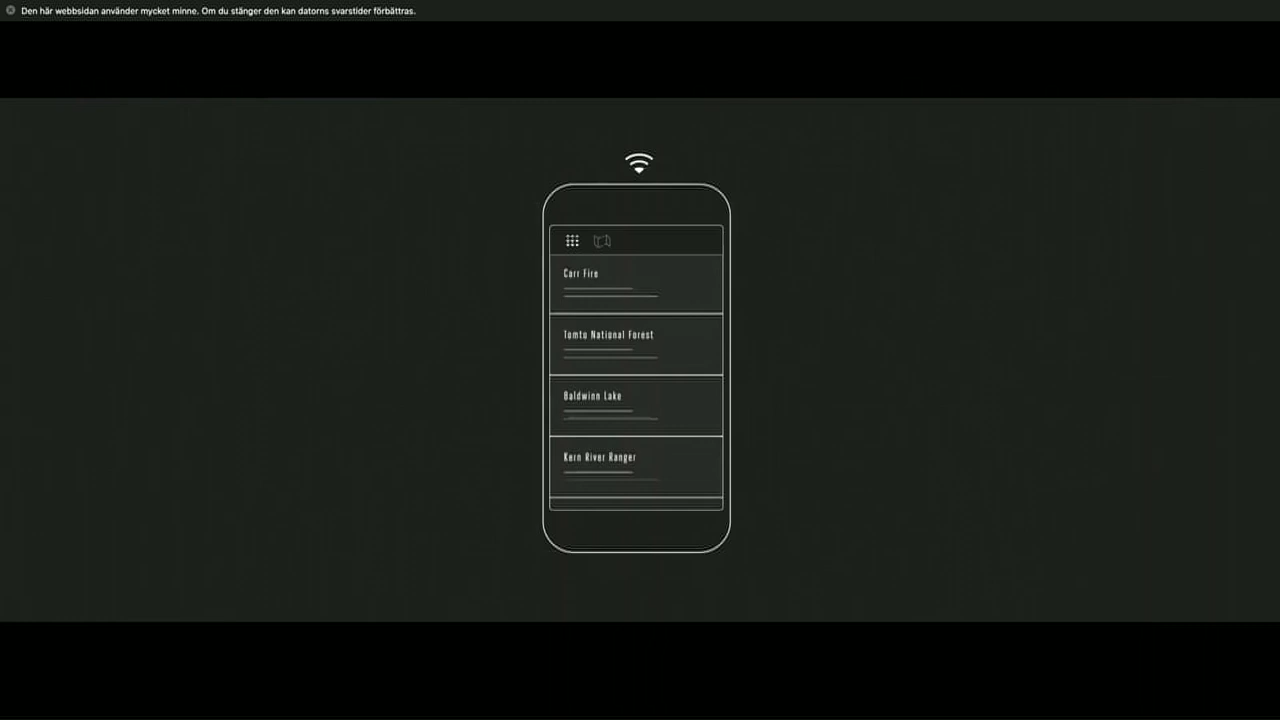 Den här webbsidan använder mycket minne. Om du stänger den kan datorns svarstider förbättras.
Carr Fire
Tomto National Forest
Baldwinn Lake
Kern River Ranger